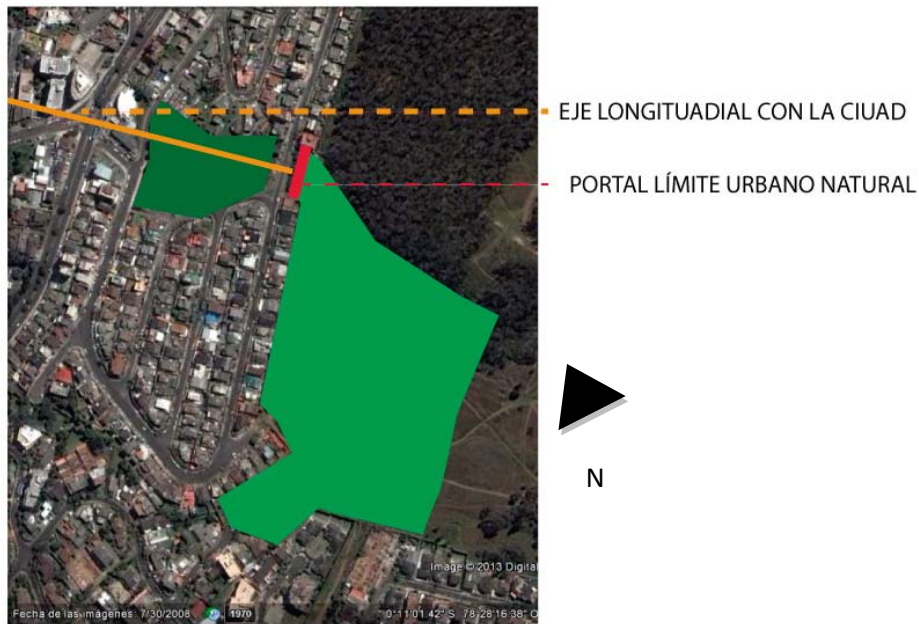 EJE LONGITUADIAL CON LA CIUAD
PORTAL LÍMITE URBANO NATURAL
N
Image © 2013 Digital
Fecha de las imágenes: 7/30/2008 1970 0°11'01.42" S 78-28'16.38" O